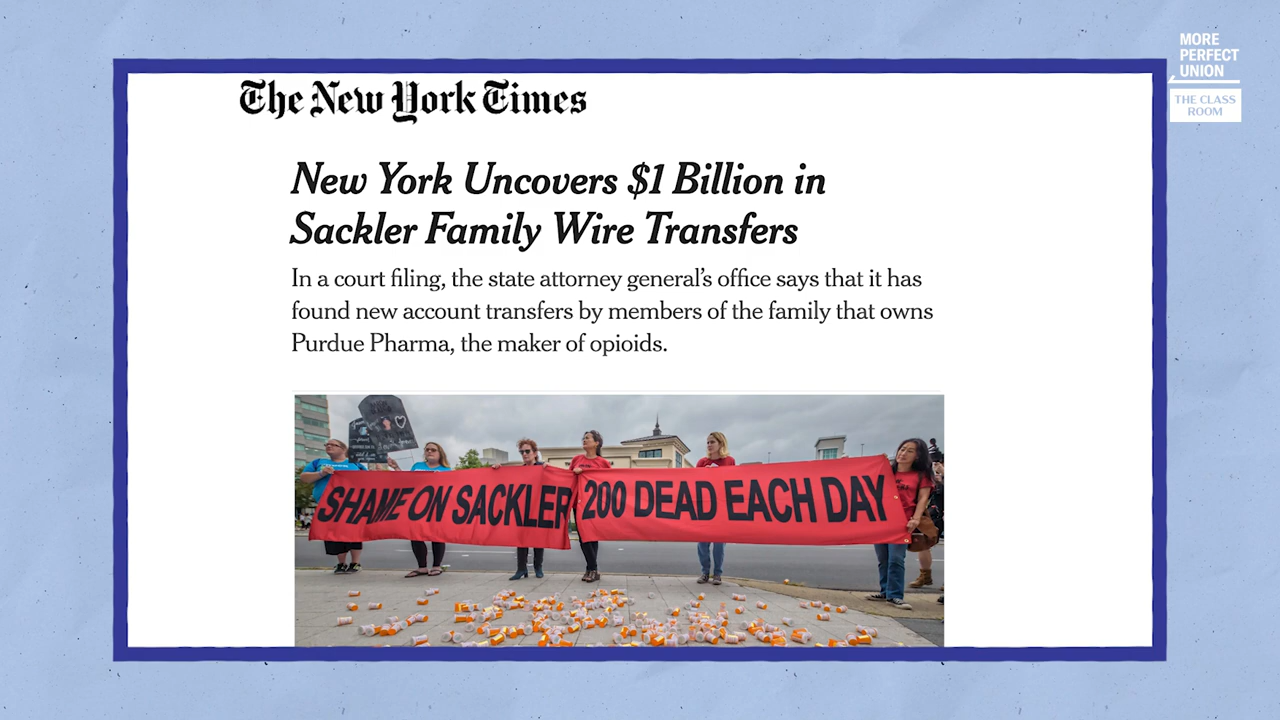 MORE
PERFECT
UNION
THE CLASS
ROOM
The New York Times
New York Uncovers $1 Billion in
Sackler Family Wire Transfers
In a court filing, the state attorney general's office says that it has
found new account transfers by members of the family that owns
Purdue Pharma, the maker of opioids.
SHAME ON SACKLER
200 DEAD EACH DAY